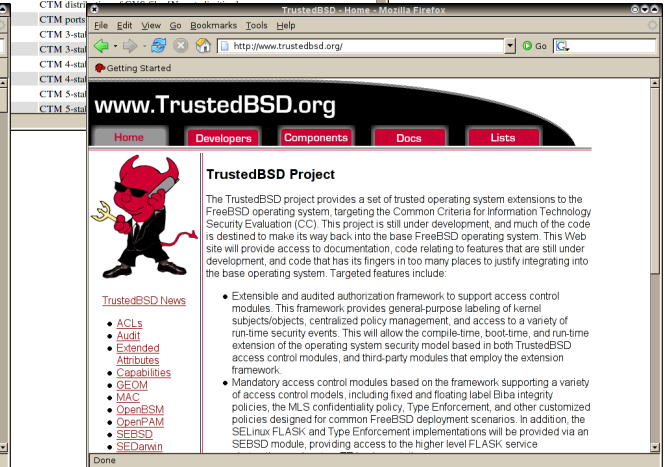 CTM ports
CTM 3-stal
CTM 3-stal
CTM 4-stal
CTM 4-stal
CTM 5-stal
CTM 5-stal
TrustedBSD - Home - Mozilla Firefox
File Edit View Go Bookmarks Tools Help
http://www.trustedbsd.org/ Go
Getting Started
www.TrustedBSD.org
Home Developers Components Docs Lists
TrustedBSD News
ACLs
Audit
Extended
Attributes
Capabilities
GEOM
MAC
OpenBSM
OpenPAM
SEBSD
SEDarwin
TrustedBSD Project
The TrustedBSD project provides a set of trusted operating system extensions to the
FreeBSD operating system, targeting the Common Criteria for Information Technology
Security Evaluation (CC). This project is still under development, and much of the code
is destined to make its way back into the base FreeBSD operating system. This Web
site will provide access to documentation, code relating to features that are still under
development, and code that has its fingers in too many places to justify integrating into
the base operating system. Targeted features include:
Extensible and audited authorization framework to support access control
modules. This framework provides general-purpose labeling of kernel
subjects/objects, centralized policy management, and access to a variety of
run-time security events. This will allow the compile-time, boot-time, and run-time
extension of the operating system security model based in both TrustedBSD
access control modules, and third-party modules that employ the extension
framework.
Mandatory access control modules based on the framework supporting a variety
of access control models, including fixed and floating label Biba integrity
policies, the MLS confidentiality policy, Type Enforcement, and other customized
policies designed for common FreeBSD deployment scenarios. In addition, the
SELinux FLASK and Type Enforcement implementations will be provided via an
SEBSD module, providing access to the higher level FLASK service
Done